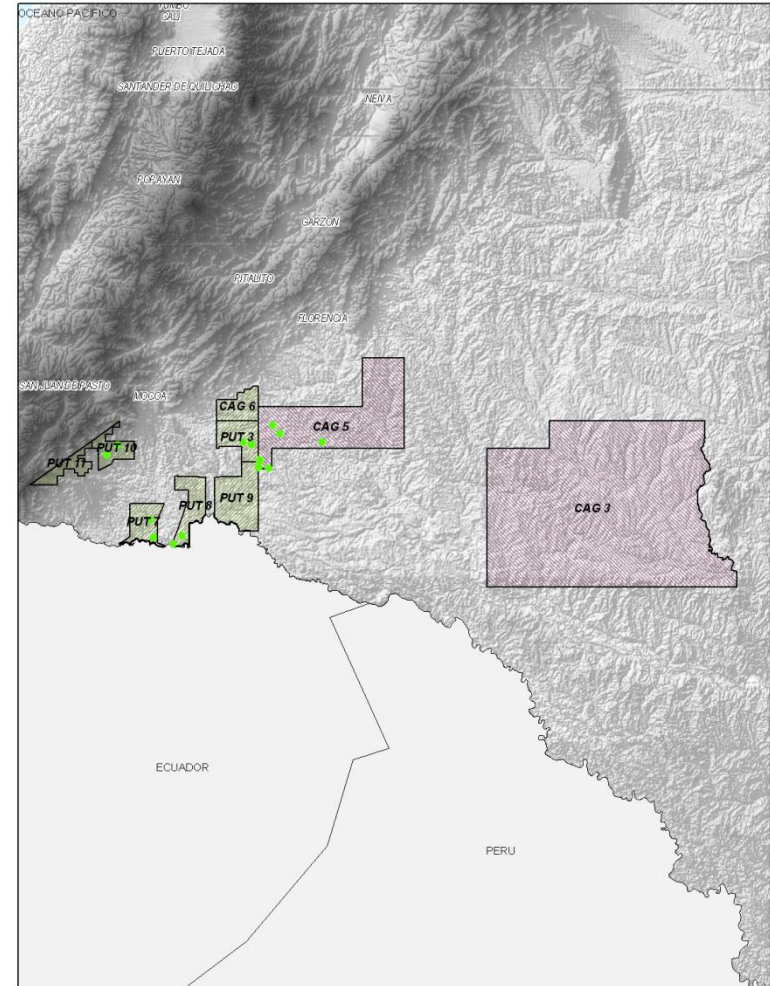 OCEANO PACIFICO
YUMBO
CALI
PUERTO TEJADA
SANTANDER DE QUILICHAO
NEIVA
POPAYAN
GARZON
PITALITO
FLORENCIA
SAN JUAN DE PASTO
MOCOA
CAG 6
CAG 5
PUT 3
PUT 10
PUT 11
PUT 9
PUT 8
PUT 7
CAG 3
ECUADOR
PERU